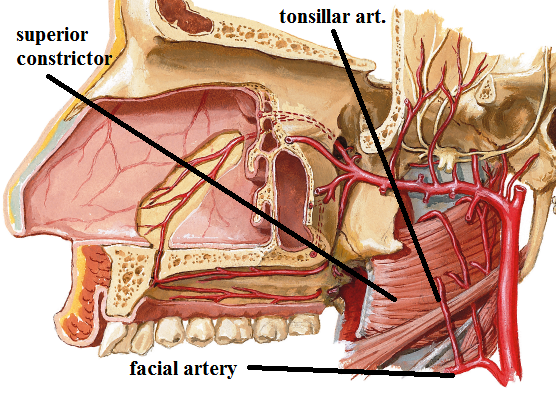 superior
constrictor
tonsillar art.
facial artery